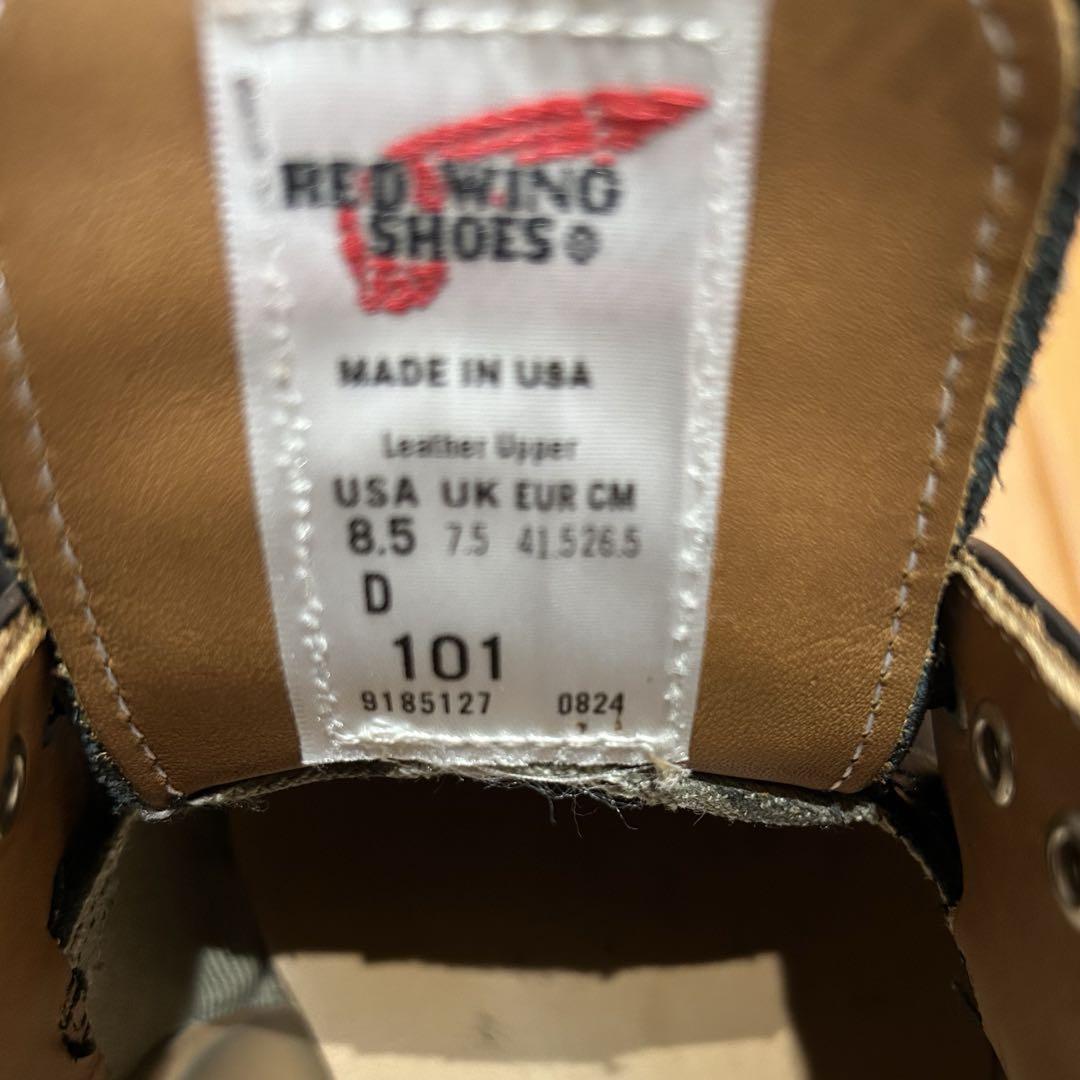 RED WING
SHOES®
MADE IN USA
Leather Upper
USA UK EUR CM
8.5 7.5 41.5 26.5
D
101
9185127 0824